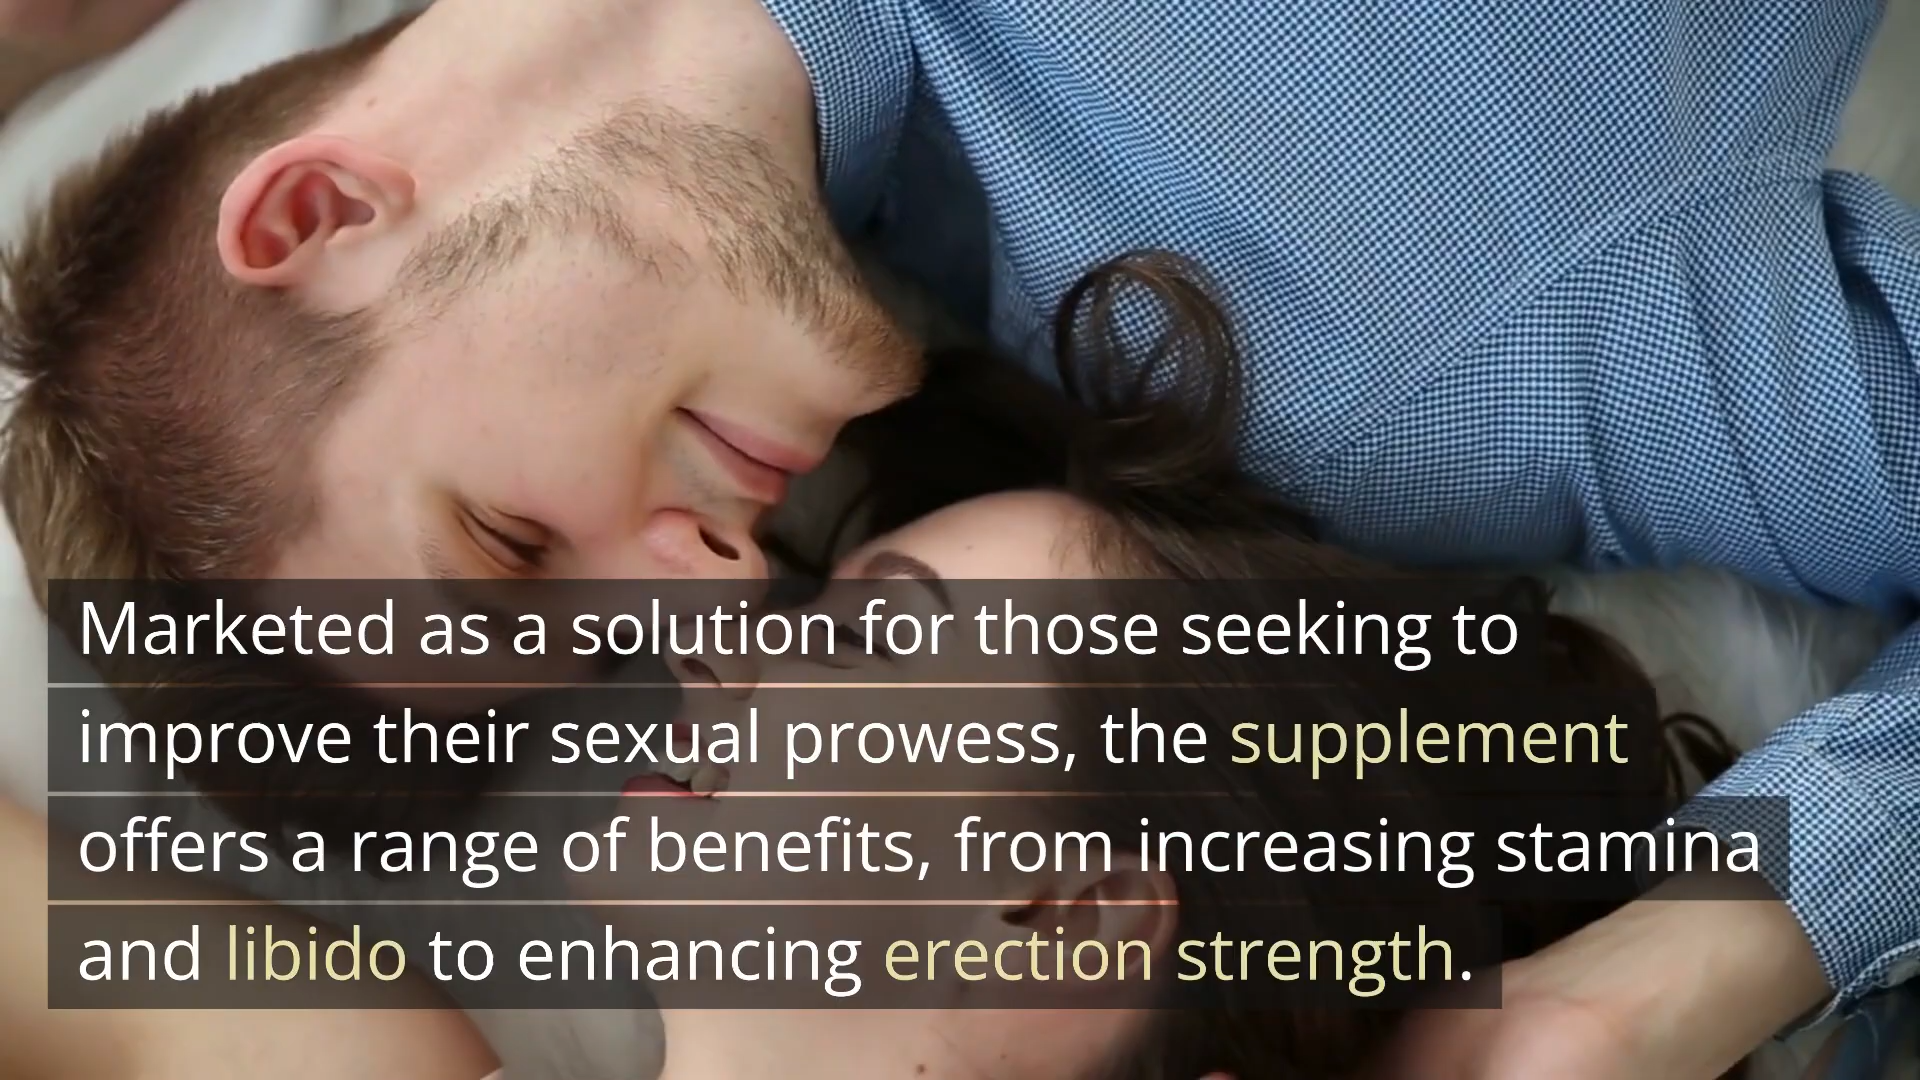 Marketed as a solution for those seeking to
improve their sexual prowess, the supplement
offers a range of benefits, from increasing stamina
and libido to enhancing erection strength.